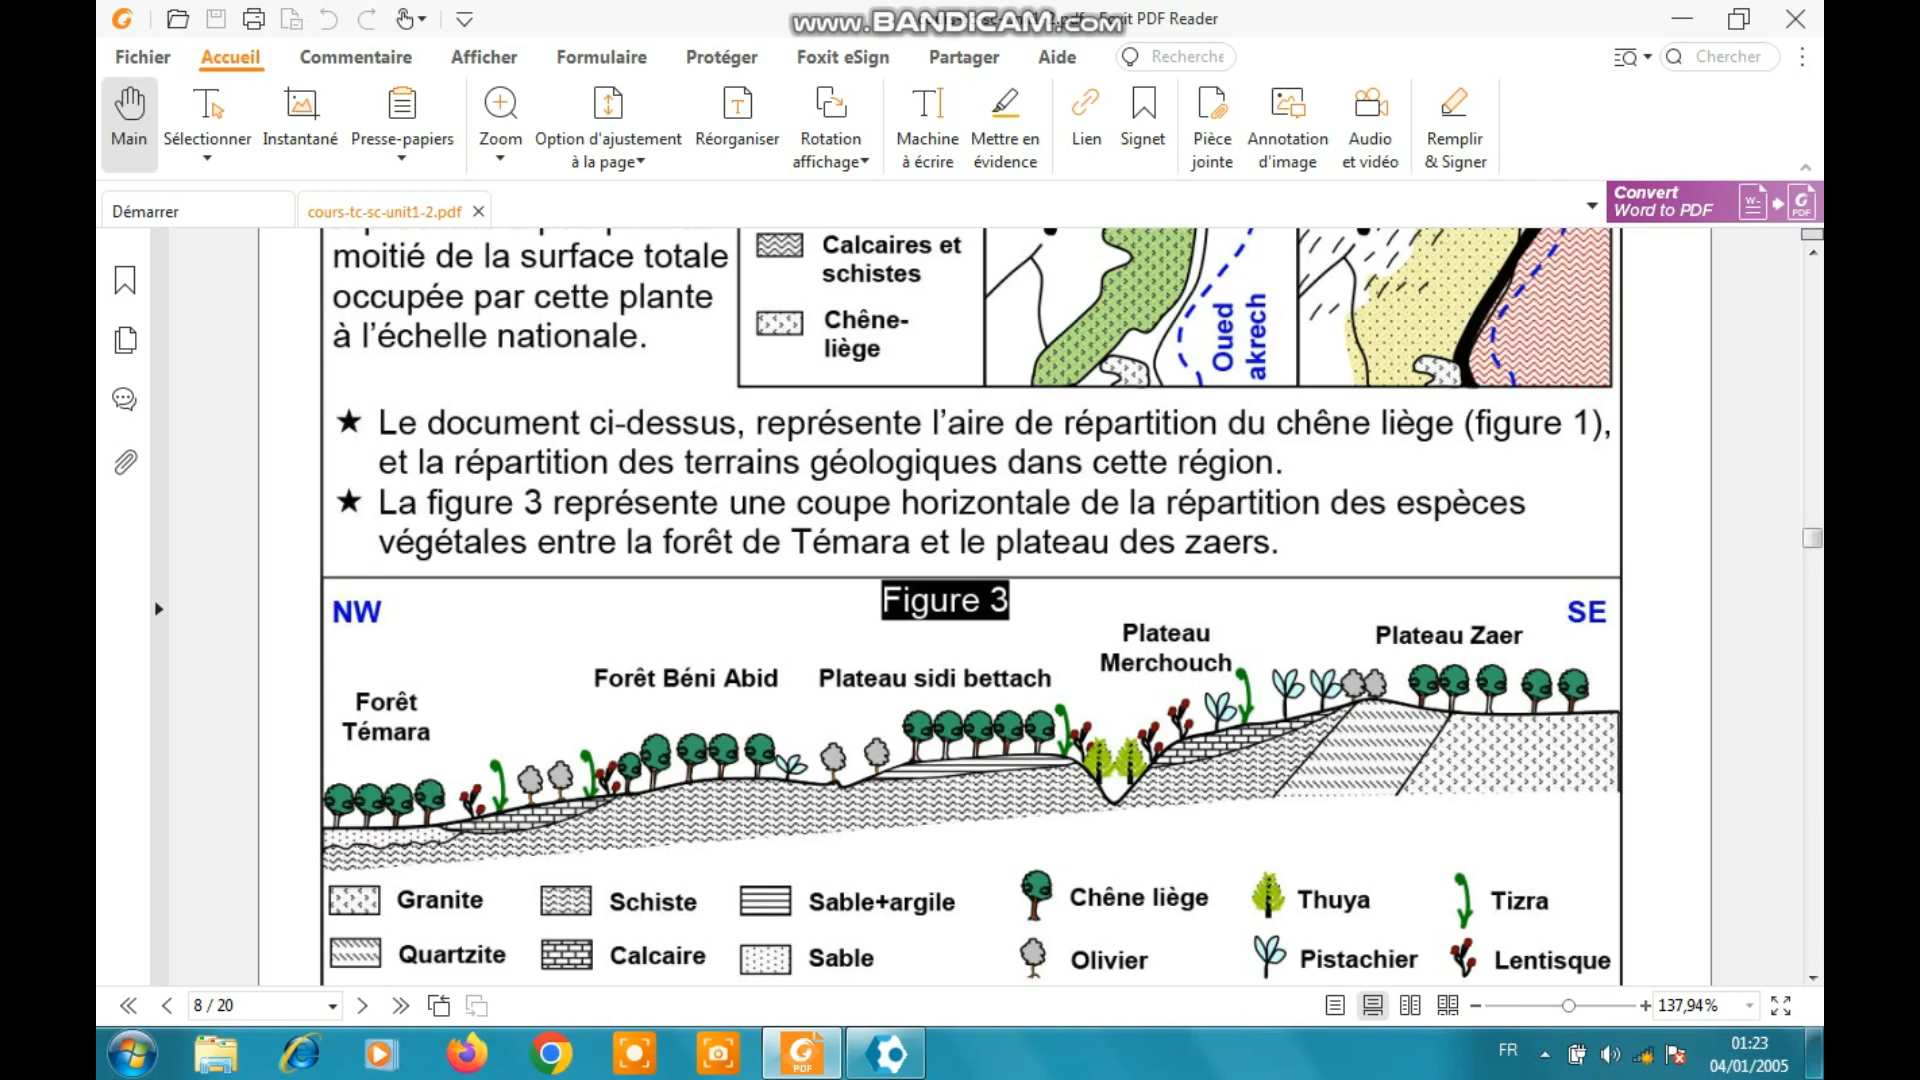 www.BANDICAM.com
Foxit PDF Reader
Fichier
Accueil
Commentaire
Afficher
Formulaire
Protéger
Foxit eSign
Partager
Aide
Recherche
Chercher
Main
Sélectionner
Instantané
Presse-papiers
Zoom
Option d'ajustement
à la page
Réorganiser
Rotation
affichage
Machine
à écrire
Mettre en
évidence
Lien
Signet
Pièce
jointe
Annotation
d'image
Audio
et vidéo
Remplir
& Signer
Démarrer
cours-tc-sc-unit1-2.pdf
Convert
Word to PDF
moitié de la surface totale
occupée par cette plante
à l'échelle nationale.
Calcaires et
schistes
Chêne-
liège
Oued
akrech
★ Le document ci-dessus, représente l'aire de répartition du chêne liège (figure 1),
et la répartition des terrains géologiques dans cette région.
★ La figure 3 représente une coupe horizontale de la répartition des espèces
végétales entre la forêt de Témara et le plateau des zaers.
Figure 3
NW
SE
Forêt
Témara
Forêt Béni Abid
Plateau sidi bettach
Plateau
Merchouch
Plateau Zaer
Granite
Schiste
Sable+argile
Chêne liège
Thuya
Tizra
Quartzite
Calcaire
Sable
Olivier
Pistachier
Lentisque
8 / 20
137,94%
FR
01:23
04/01/2005